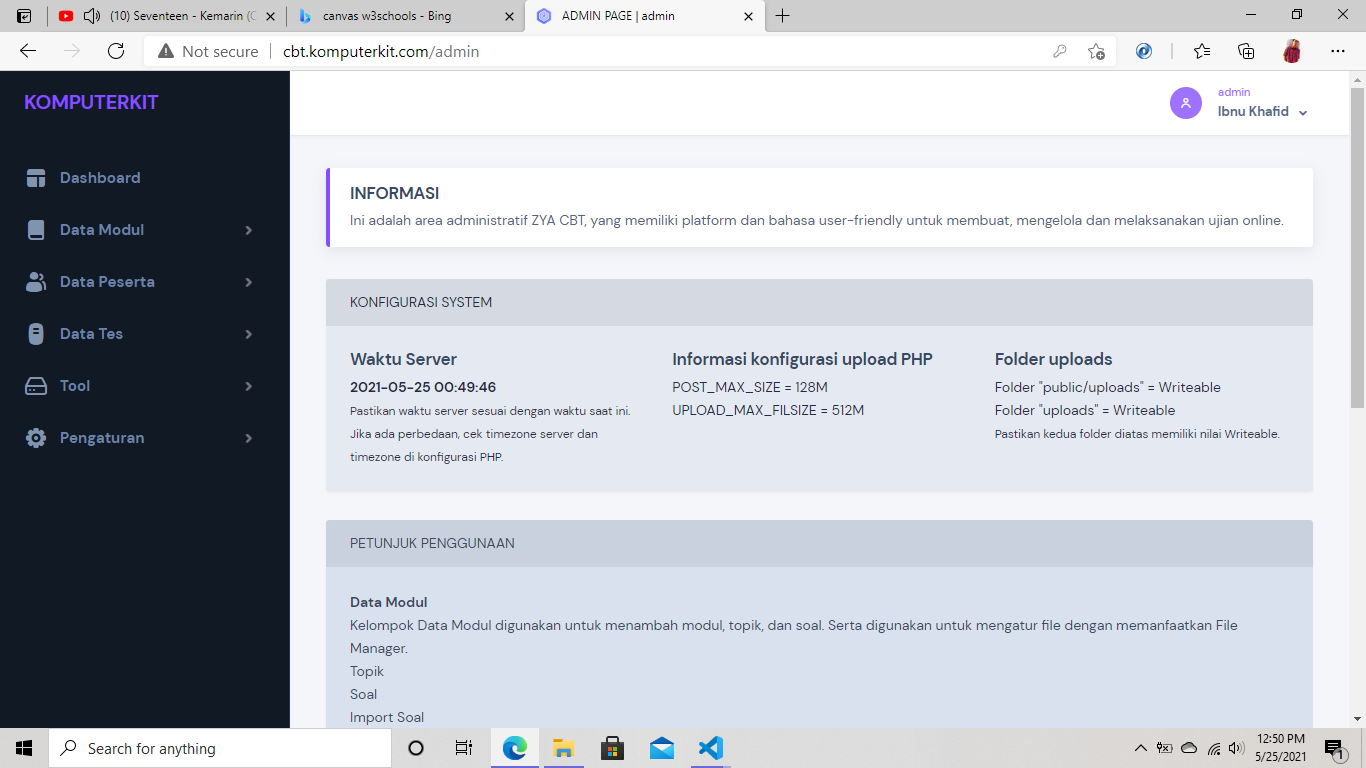 (10) Seventeen - Kemarin (
canvas w3schools - Bing
ADMIN PAGE | admin
Not secure
cbt.komputerkit.com/admin
KOMPUTERKIT
admin
Ibnu Khafid
Dashboard
Data Modul
Data Peserta
Data Tes
Tool
Pengaturan
INFORMASI
Ini adalah area administratif ZYA CBT, yang memiliki platform dan bahasa user-friendly untuk membuat, mengelola dan melaksanakan ujian online.
KONFIGURASI SYSTEM
Waktu Server
2021-05-25 00:49:46
Pastikan waktu server sesuai dengan waktu saat ini.
Jika ada perbedaan, cek timezone server dan
timezone di konfigurasi PHP.
Informasi konfigurasi upload PHP
POST_MAX_SIZE = 128M
UPLOAD_MAX_FILSIZE = 512M
Folder uploads
Folder "public/uploads" = Writeable
Folder "uploads" = Writeable
Pastikan kedua folder diatas memiliki nilai Writeable.
PETUNJUK PENGGUNAAN
Data Modul
Kelompok Data Modul digunakan untuk menambah modul, topik, dan soal. Serta digunakan untuk mengatur file dengan memanfaatkan File
Manager.
Topik
Soal
Import Soal
Search for anything
12:50 PM
5/25/2021
1